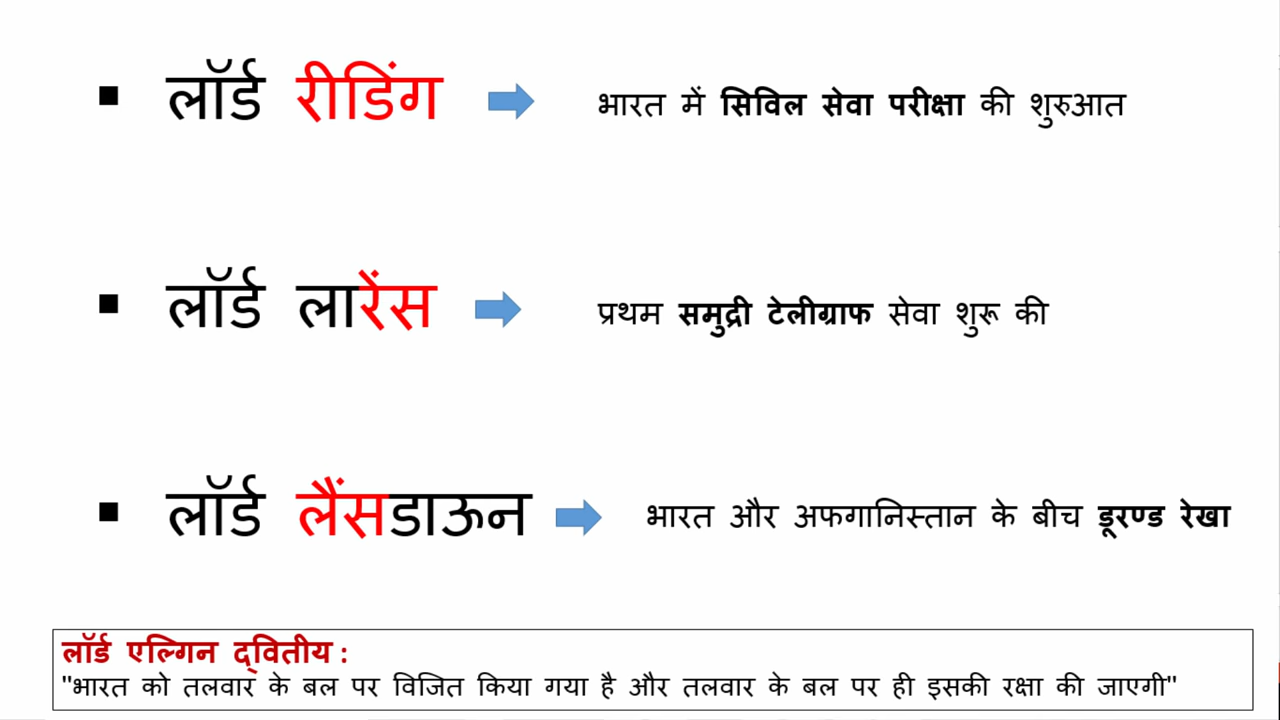 ▪ लॉर्ड रीडिंग ➡ भारत में सिविल सेवा परीक्षा की शुरुआत
▪ लॉर्ड लारेंस ➡ प्रथम समुद्री टेलीग्राफ सेवा शुरू की
▪ लॉर्ड लैंसडाऊन ➡ भारत और अफगानिस्तान के बीच डूरण्ड रेखा
लॉर्ड एल्गिन द्वितीय :
"भारत को तलवार के बल पर विजित किया गया है और तलवार के बल पर ही इसकी रक्षा की जाएगी"